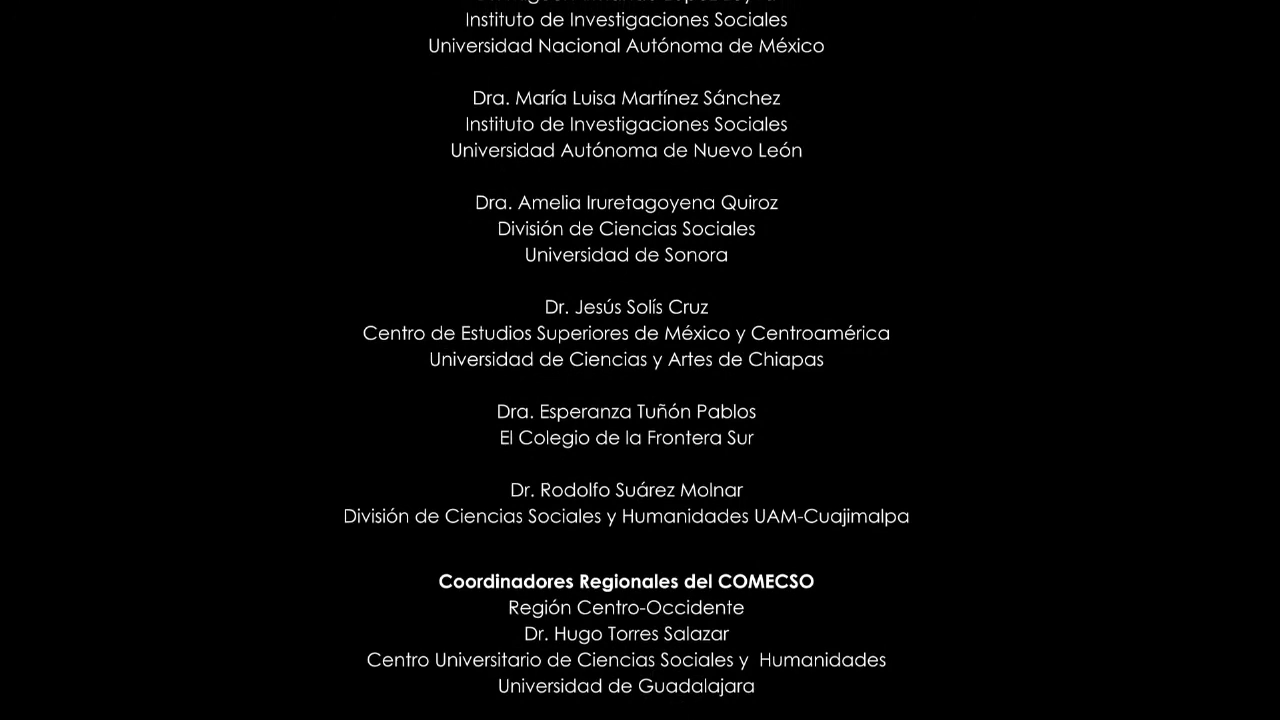 Instituto de Investigaciones Sociales
Universidad Nacional Autónoma de México
Dra. María Luisa Martínez Sánchez
Instituto de Investigaciones Sociales
Universidad Autónoma de Nuevo León
Dra. Amelia Iruretagoyena Quiroz
División de Ciencias Sociales
Universidad de Sonora
Dr. Jesús Solís Cruz
Centro de Estudios Superiores de México y Centroamérica
Universidad de Ciencias y Artes de Chiapas
Dra. Esperanza Tuñón Pablos
El Colegio de la Frontera Sur
Dr. Rodolfo Suárez Molnar
División de Ciencias Sociales y Humanidades UAM-Cuajimalpa
Coordinadores Regionales del COMECSO
Región Centro-Occidente
Dr. Hugo Torres Salazar
Centro Universitario de Ciencias Sociales y  Humanidades
Universidad de Guadalajara